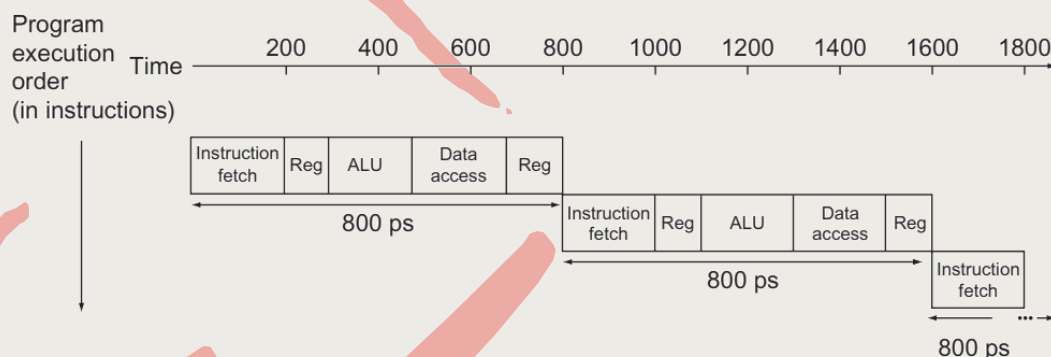 Program
execution
order
(in instructions)
Time
200 400 600 800 1000 1200 1400 1600 1800
Instruction
fetch
Reg
ALU
Data
access
Reg
800 ps
Instruction
fetch
Reg
ALU
Data
access
Reg
800 ps
Instruction
fetch
...
800 ps